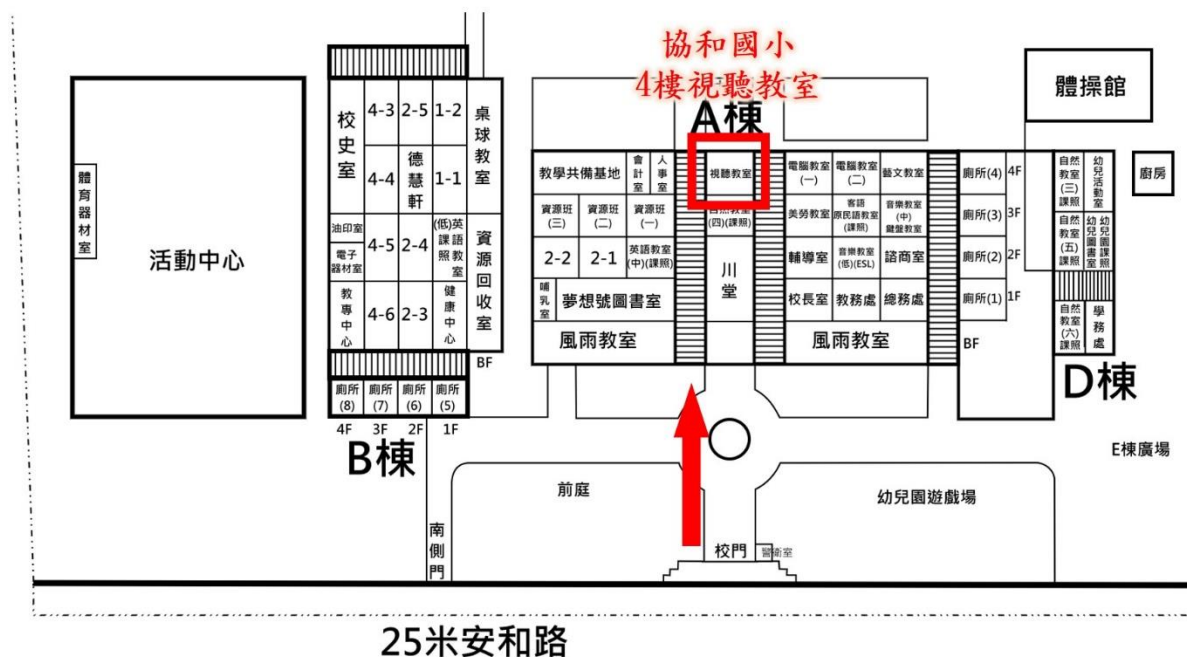 協和國小
4樓視聽教室
A棟
體操館
廚房
體育器材室
活動中心
校史室
4-3
2-5
1-2
桌球教室
4-4
德慧軒
1-1
油印室
電子器材室
4-5
2-4
(低)課照
英語教室
資源回收室
教專中心
4-6
2-3
健康中心
BF
廁所(8)
廁所(7)
廁所(6)
廁所(5)
4F
3F
2F
1F
B棟
教學共備基地
會計室
人事室
視聽教室
電腦教室(一)
電腦教室(二)
藝文教室
廁所(4)
4F
資源班(三)
資源班(二)
資源班(一)
自然教室
(四)(課照)
美勞教室
客語
原民語教室
(課照)
音樂教室
(中)
鍵盤教室
廁所(3)
3F
2-2
2-1
英語教室
(中)(課照)
川堂
輔導室
音樂教室
(低)(ESL)
諮商室
廁所(2)
2F
哺乳室
夢想號圖書室
校長室
教務處
總務處
廁所(1)
1F
風雨教室
風雨教室
BF
自然教室(三)課照
幼兒活動室
自然教室(五)課照
幼兒圖書室
幼兒園課照
自然教室(六)課照
學務處
D棟
E棟廣場
前庭
幼兒園遊戲場
南側門
校門
警衛室
25米安和路